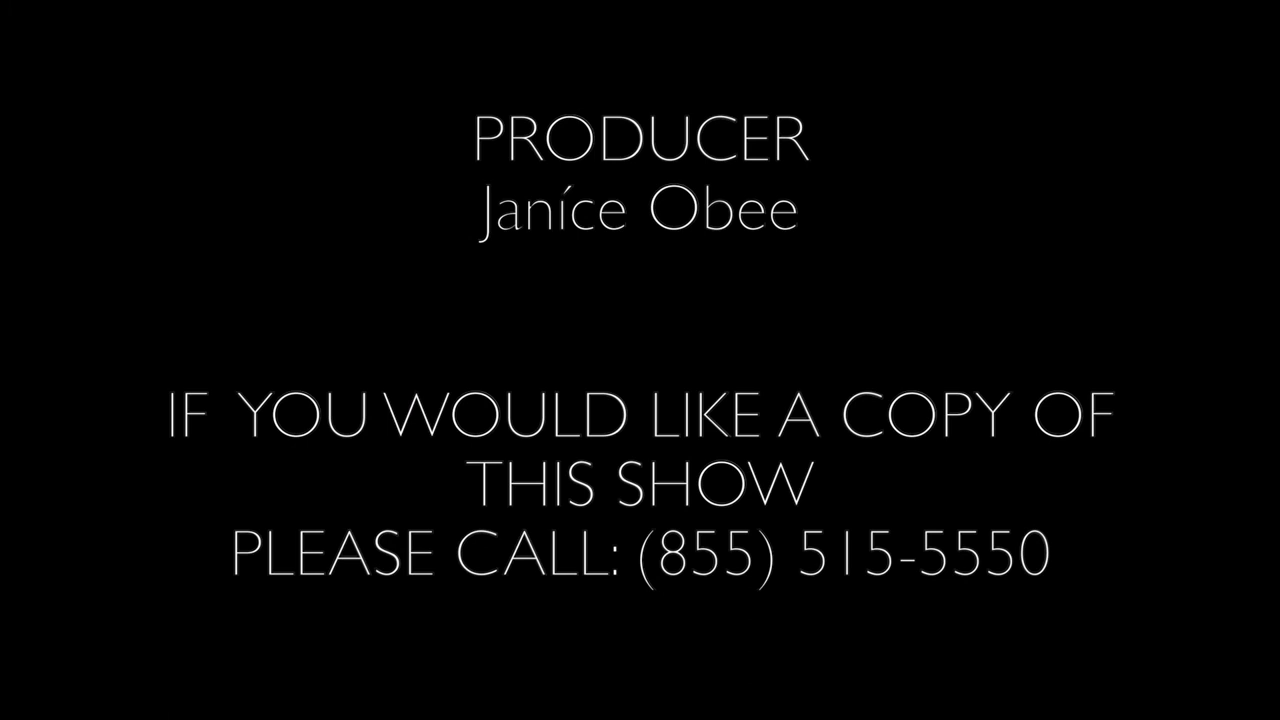 PRODUCER
Janíce Obee
IF YOU WOULD LIKE A COPY OF
THIS SHOW
PLEASE CALL: (855) 515-5550